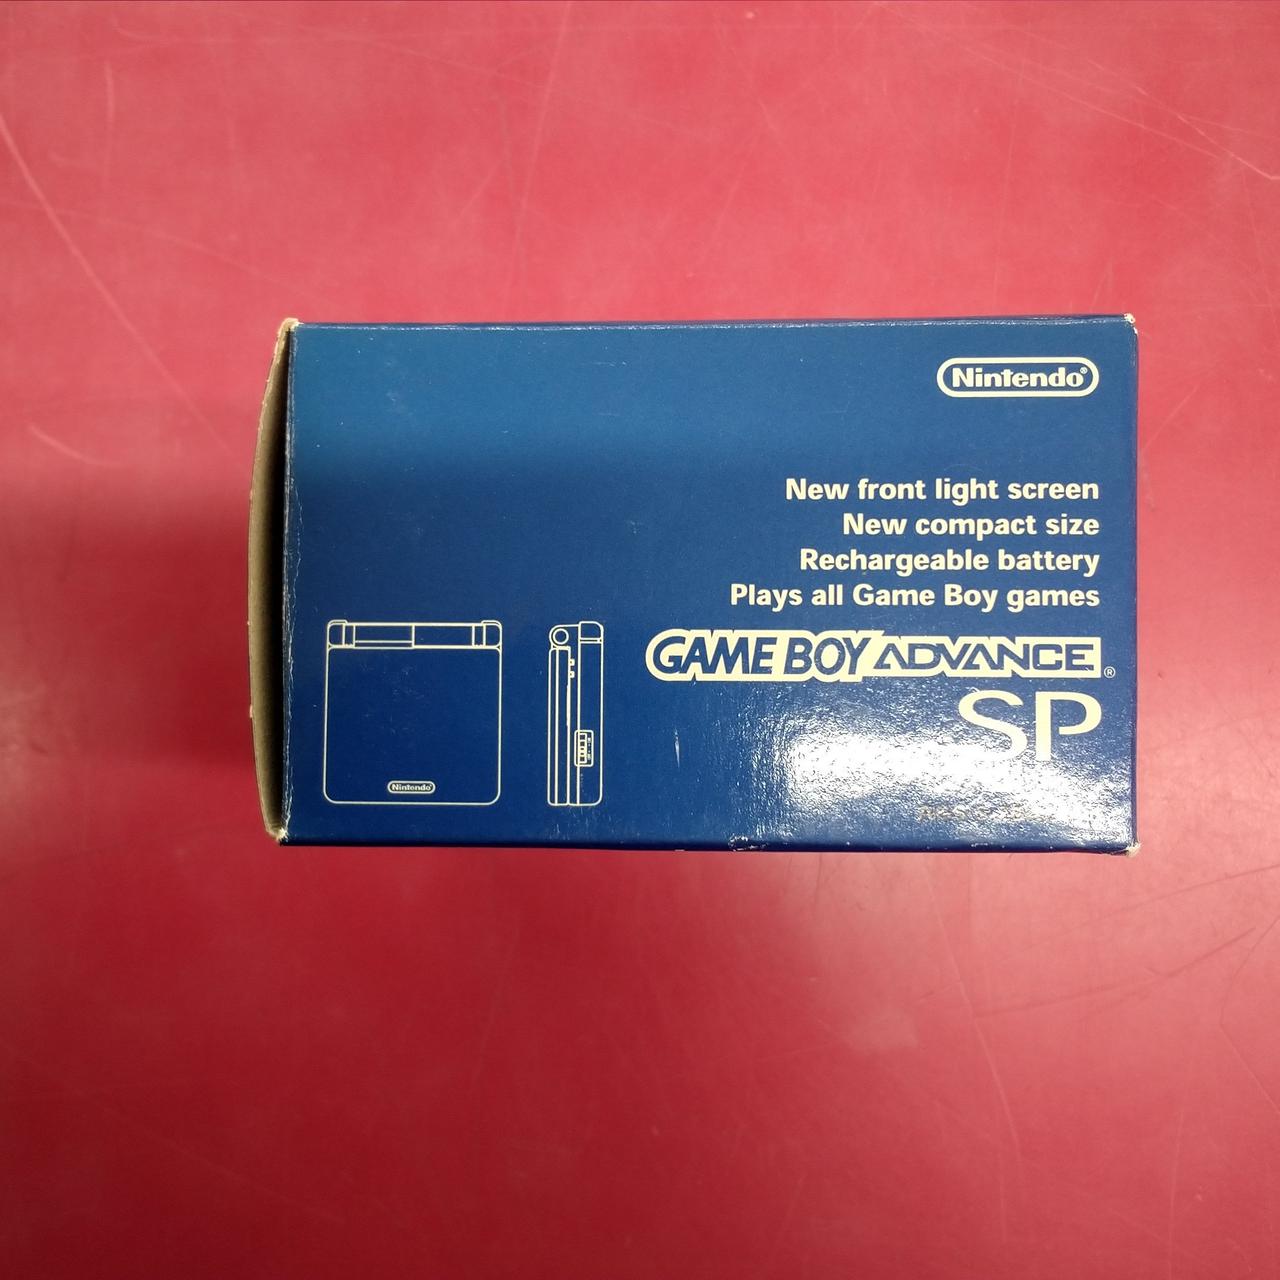 Nintendo®
New front light screen
New compact size
Rechargeable battery
Plays all Game Boy games
GAME BOY ADVANCE®
SP
Nintendo